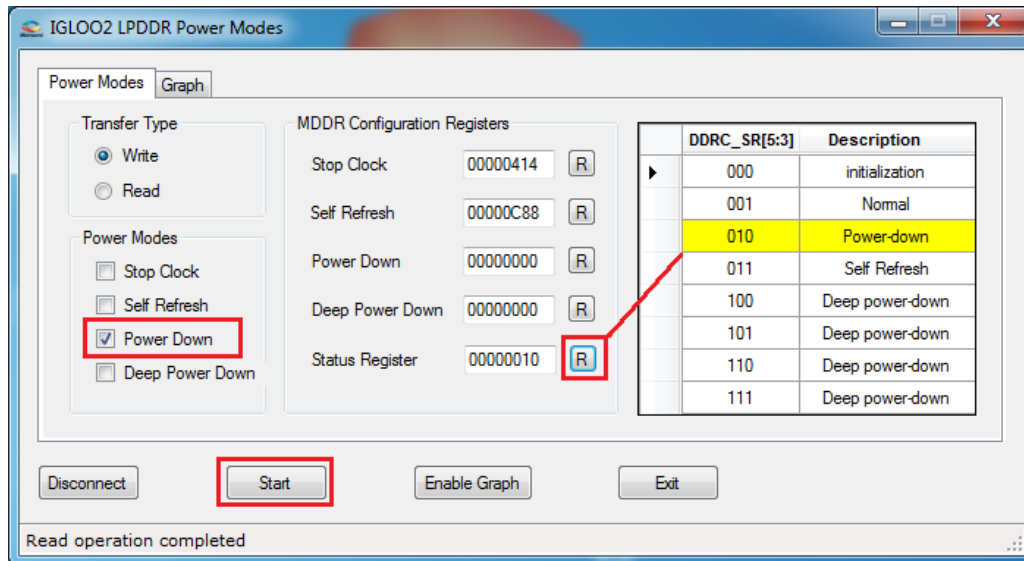 IGLOO2 LPDDR Power Modes
Power Modes
Graph
Transfer Type
Write
Read
Power Modes
Stop Clock
Self Refresh
Power Down
Deep Power Down
MDDR Configuration Registers
Stop Clock 00000414 R
Self Refresh 00000C88 R
Power Down 00000000 R
Deep Power Down 00000000 R
Status Register 00000010 R
DDRC_SR[5:3] Description
000 initialization
001 Normal
010 Power-down
011 Self Refresh
100 Deep power-down
101 Deep power-down
110 Deep power-down
111 Deep power-down
Disconnect Start Enable Graph Exit
Read operation completed